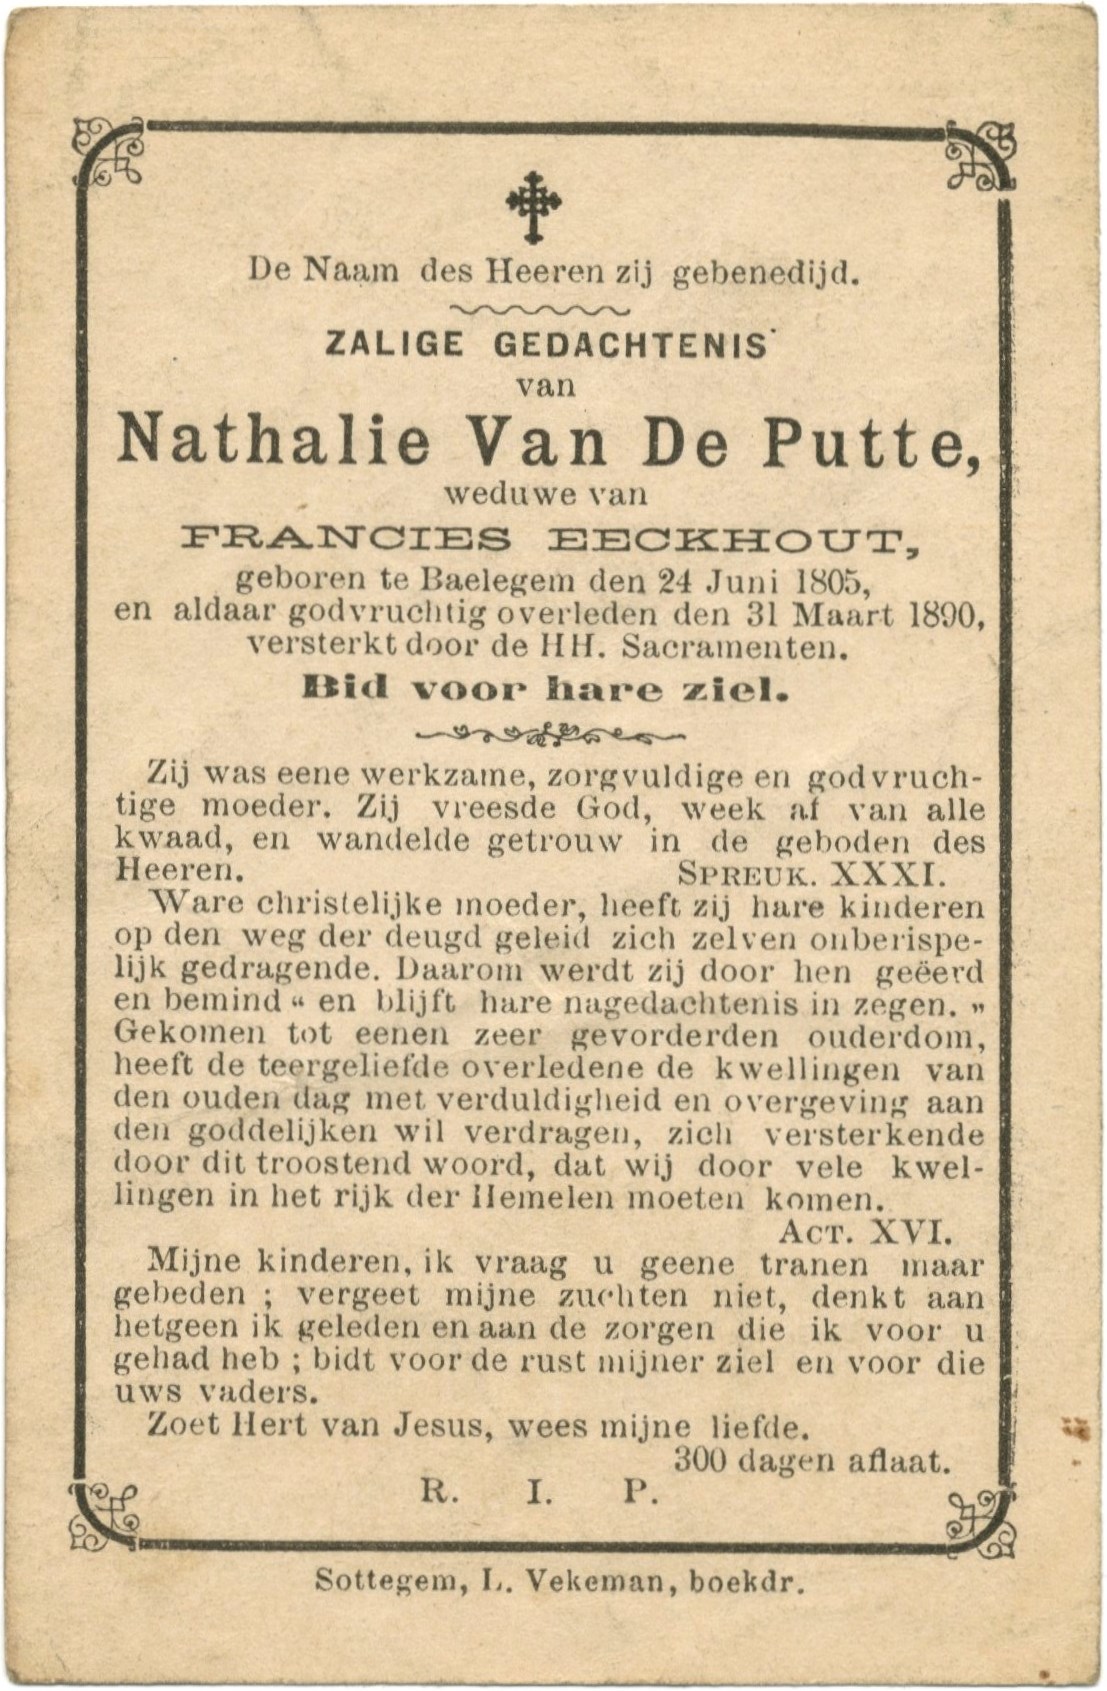 De Naam des Heeren zij gebenedijd.
ZALIGE GEDACHTENIS
van
Nathalie Van De Putte,
weduwe van
FRANCIES EECKHOUT,
geboren te Baelegem den 24 Juni 1805,
en aldaar godvruchtig overleden den 31 Maart 1890,
versterkt door de HH. Sacramenten.
Bid voor hare ziel.
Zij was eene werkzame, zorgvuldige en godvruch-
tige moeder. Zij vreesde God, week af van alle
kwaad, en wandelde getrouw in de geboden des
Heeren. SPREUK. XXXI.
Ware christelijke moeder, heeft zij hare kinderen
op den weg der deugd geleid zich zelven onberispe-
lijk gedragende. Daarom werdt zij door hen geëerd
en bemind “ en blijft hare nagedachtenis in zegen. „
Gekomen tot eenen zeer gevorderden ouderdom,
heeft de teergeliefde overledene de kwellingen van
den ouden dag met verduldigheid en overgeving aan
den goddelijken wil verdragen, zich versterkende
door dit troostend woord, dat wij door vele kwel-
lingen in het rijk der Hemelen moeten komen.
ACT. XVI.
Mijne kinderen, ik vraag u geene tranen maar
gebeden ; vergeet mijne zuchten niet, denkt aan
hetgeen ik geleden en aan de zorgen die ik voor u
gehad heb ; bidt voor de rust mijner ziel en voor die
uws vaders.
Zoet Hert van Jesus, wees mijne liefde.
300 dagen aflaat.
R. I. P.
Sottegem, L. Vekeman, boekdr.